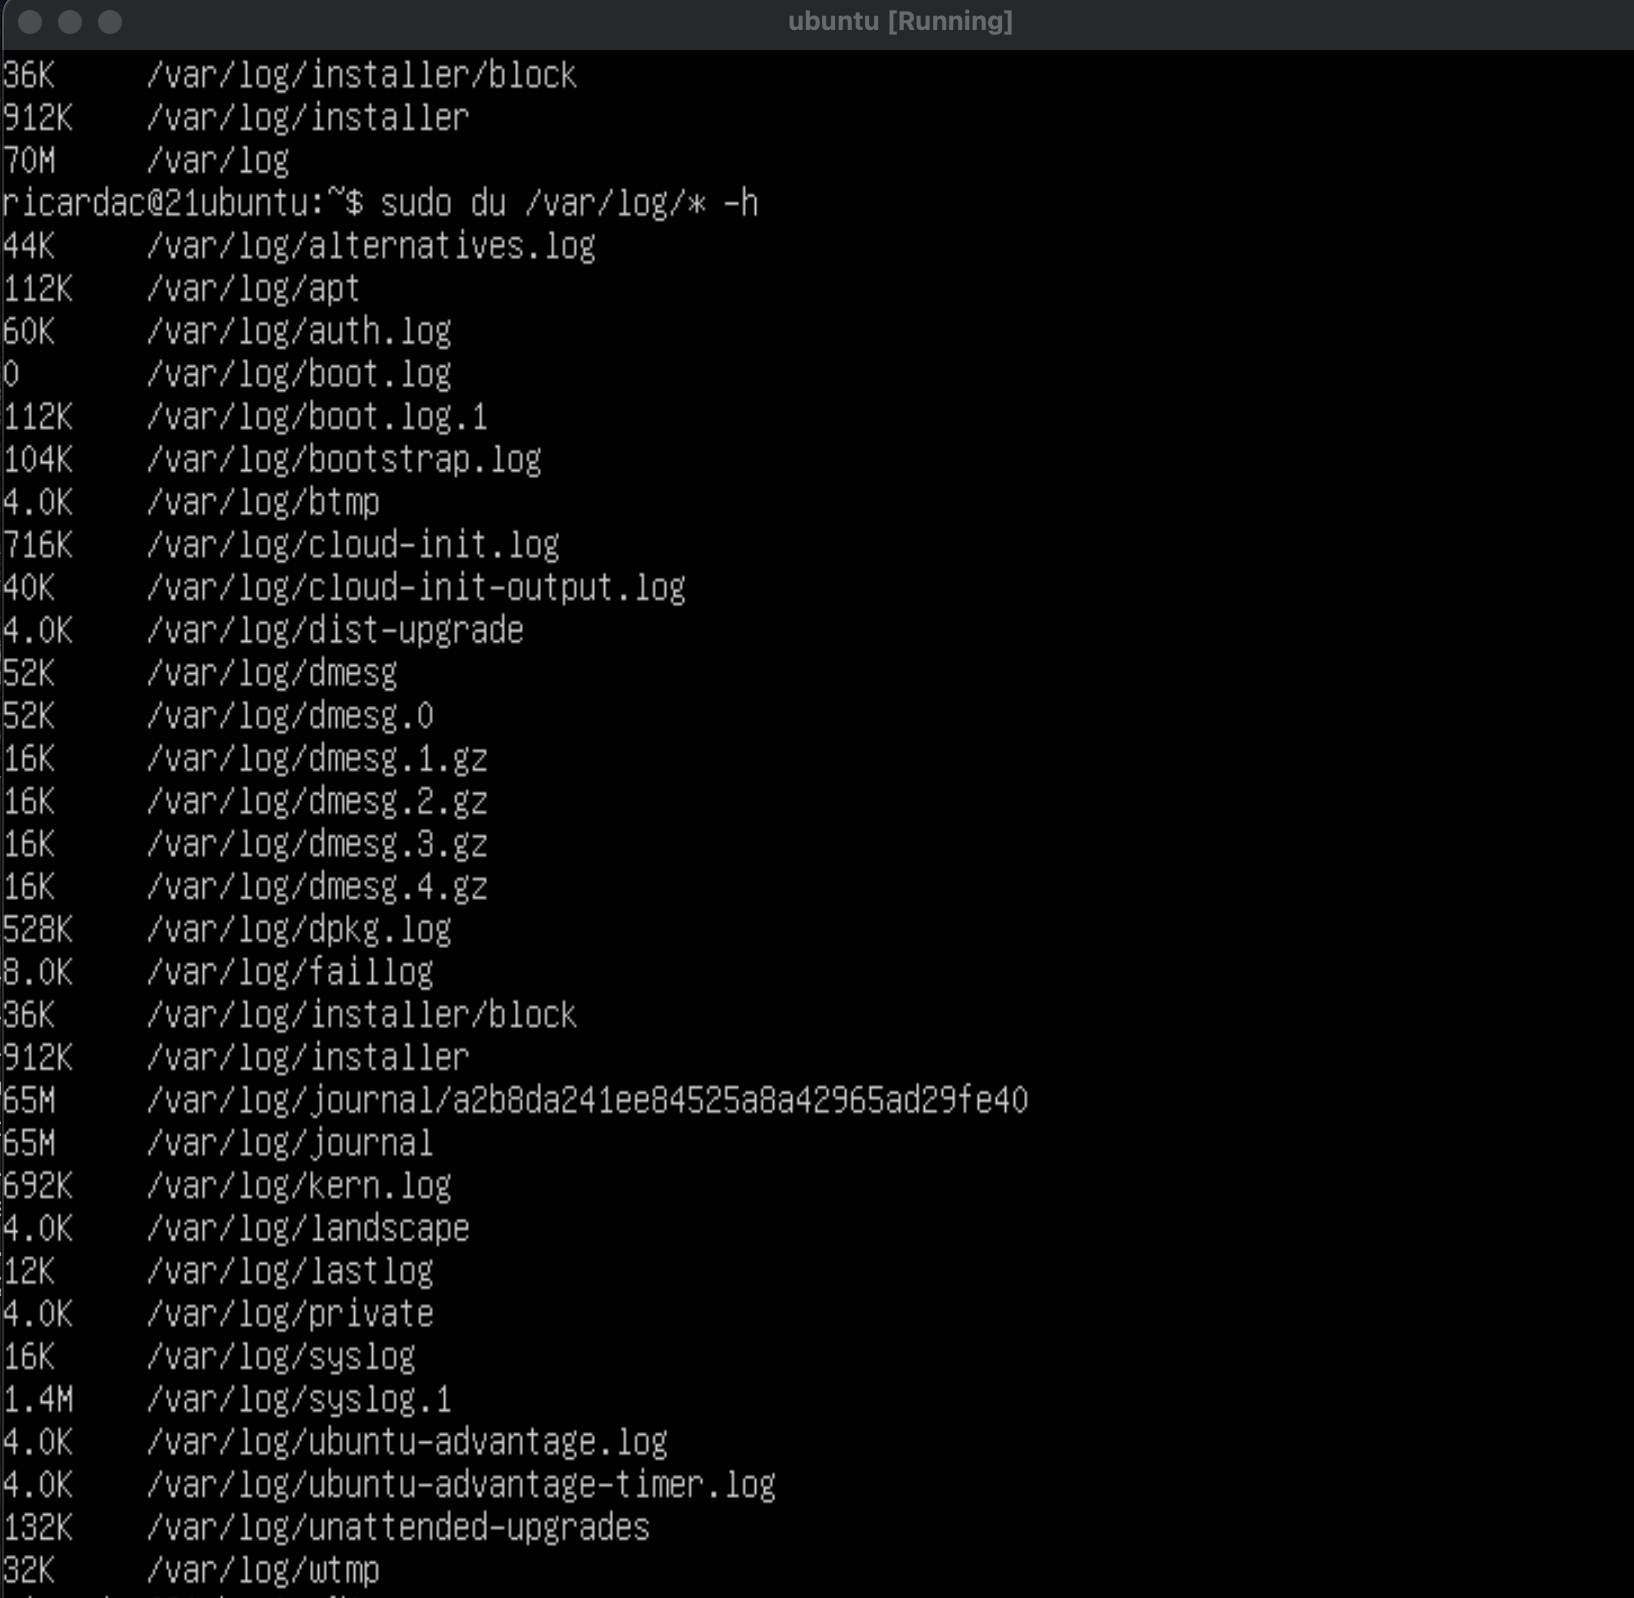 ubuntu [Running]
36K /var/log/installer/block
912K /var/log/installer
70M /var/log
ricardac@21ubuntu:~$ sudo du /var/log/* -h
44K /var/log/alternatives.log
112K /var/log/apt
60K /var/log/auth.log
0 /var/log/boot.log
112K /var/log/boot.log.1
104K /var/log/bootstrap.log
4.0K /var/log/btmp
716K /var/log/cloud-init.log
40K /var/log/cloud-init-output.log
4.0K /var/log/dist-upgrade
52K /var/log/dmesg
52K /var/log/dmesg.0
16K /var/log/dmesg.1.gz
16K /var/log/dmesg.2.gz
16K /var/log/dmesg.3.gz
16K /var/log/dmesg.4.gz
528K /var/log/dpkg.log
8.0K /var/log/faillog
36K /var/log/installer/block
912K /var/log/installer
65M /var/log/journal/a2b8da241ee84525a8a42965ad29fe40
65M /var/log/journal
692K /var/log/kern.log
4.0K /var/log/landscape
12K /var/log/lastlog
4.0K /var/log/private
16K /var/log/syslog
1.4M /var/log/syslog.1
4.0K /var/log/ubuntu-advantage.log
4.0K /var/log/ubuntu-advantage-timer.log
132K /var/log/unattended-upgrades
32K /var/log/wtmp